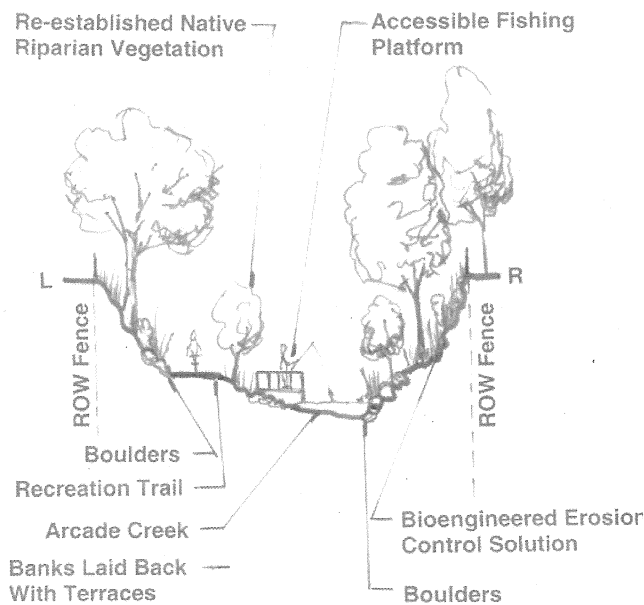 Re-established Native
Riparian Vegetation
Accessible Fishing
Platform
L
R
ROW Fence
ROW Fence
Boulders
Recreation Trail
Arcade Creek
Banks Laid Back
With Terraces
Bioengineered Erosion
Control Solution
Boulders